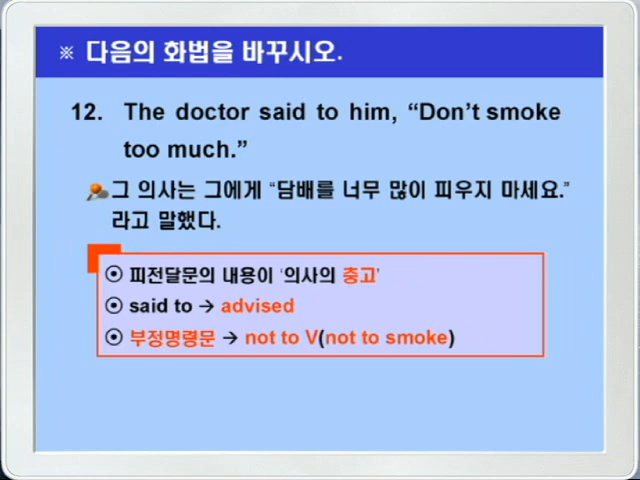 ※ 다음의 화법을 바꾸시오.
12. The doctor said to him, “Don’t smoke
too much.”
그 의사는 그에게 “담배를 너무 많이 피우지 마세요.”
라고 말했다.
⊙ 피전달문의 내용이 ‘의사의 충고’
⊙ said to → advised
⊙ 부정명령문 → not to V(not to smoke)